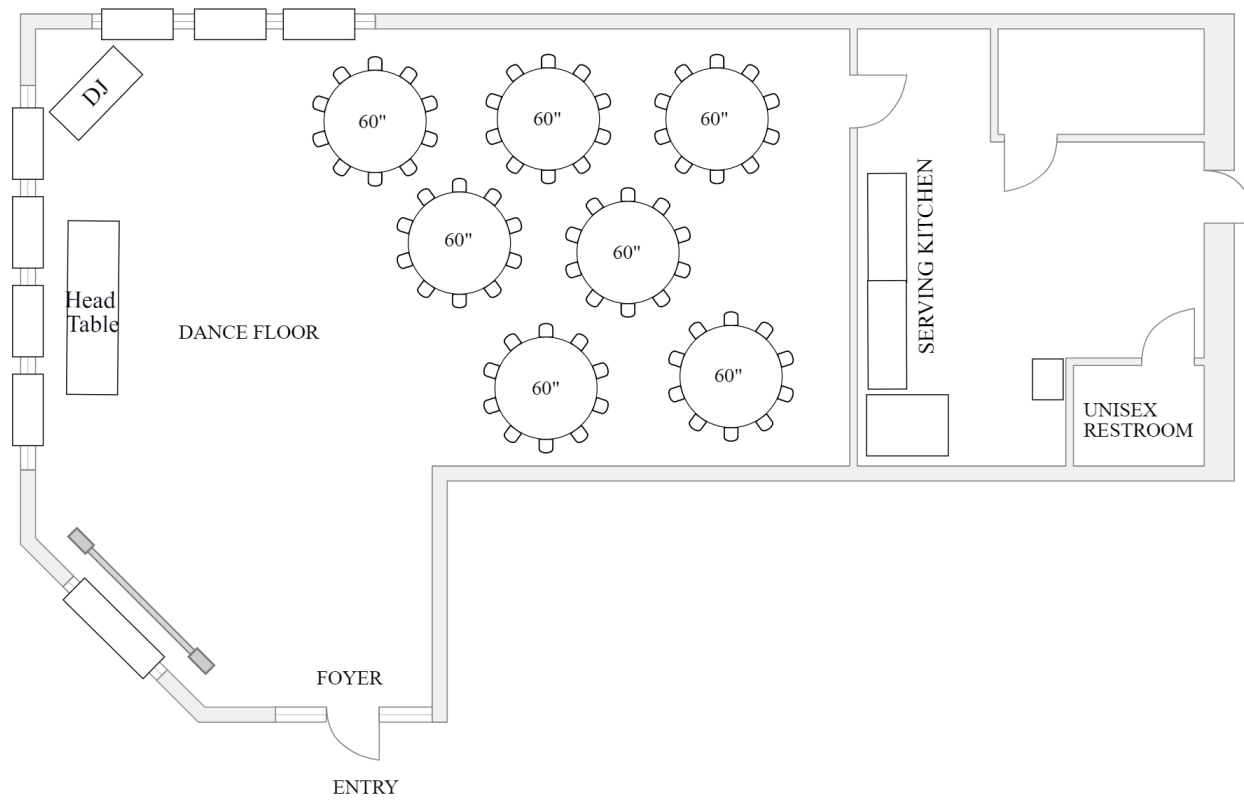 DJ
60"
60"
60"
60"
60"
SERVING KITCHEN
Head
Table
DANCE FLOOR
60"
60"
UNISEX
RESTROOM
FOYER
ENTRY